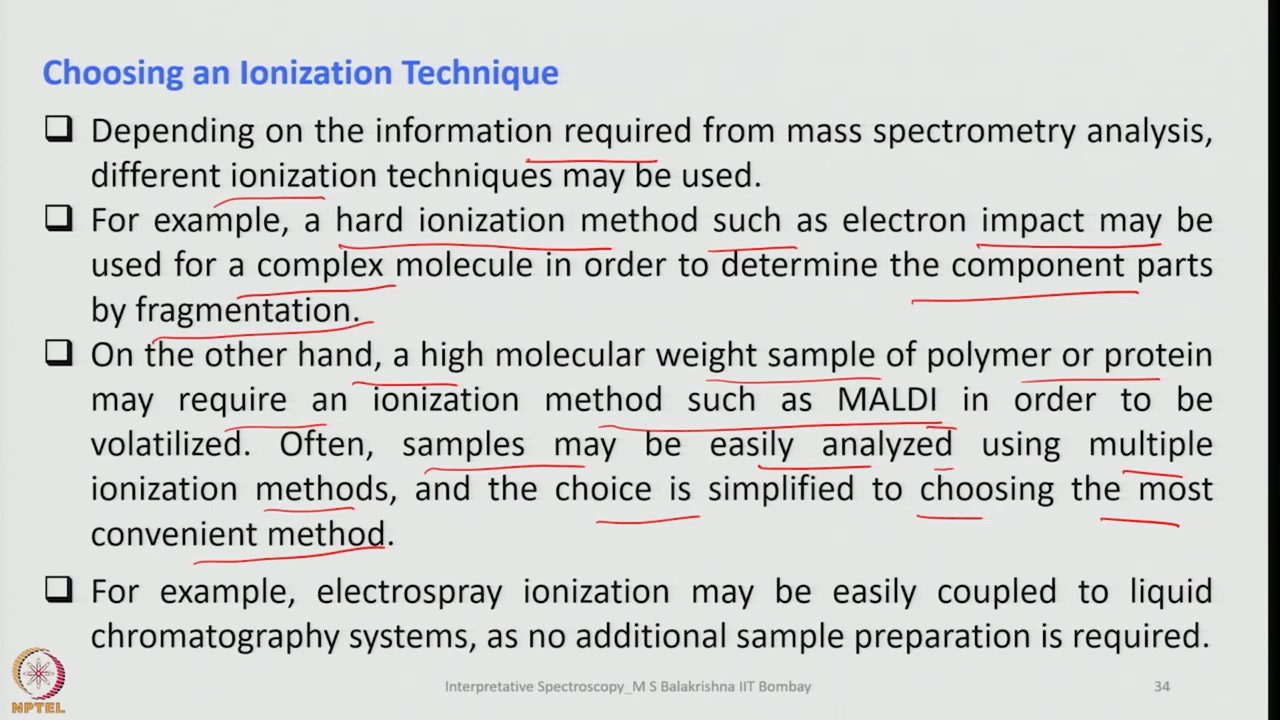 Choosing an Ionization Technique
❑ Depending on the information required from mass spectrometry analysis,
different ionization techniques may be used.
❑ For example, a hard ionization method such as electron impact may be
used for a complex molecule in order to determine the component parts
by fragmentation.
❑ On the other hand, a high molecular weight sample of polymer or protein
may require an ionization method such as MALDI in order to be
volatilized. Often, samples may be easily analyzed using multiple
ionization methods, and the choice is simplified to choosing the most
convenient method.
❑ For example, electrospray ionization may be easily coupled to liquid
chromatography systems, as no additional sample preparation is required.
NPTEL
Interpretative Spectroscopy_M S Balakrishna IIT Bombay
34